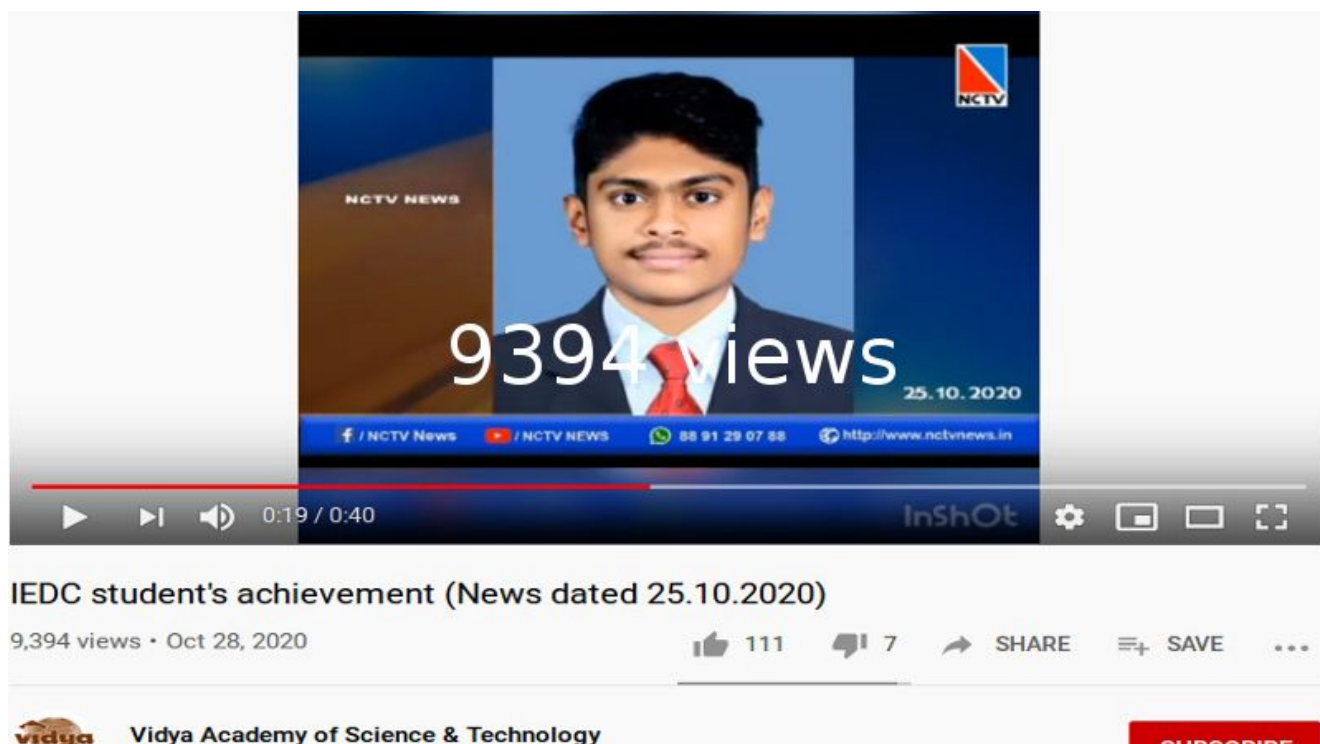 NCTV
NCTV NEWS
9394 views
25.10.2020
f / NCTV News
/ NCTV NEWS
88 91 29 07 88
http://www.nctvnews.in
0:19 / 0:40
InShOt
IEDC student's achievement (News dated 25.10.2020)
9,394 views • Oct 28, 2020
111
7
SHARE
SAVE
vidya
Vidya Academy of Science & Technology
SUBSCRIBE